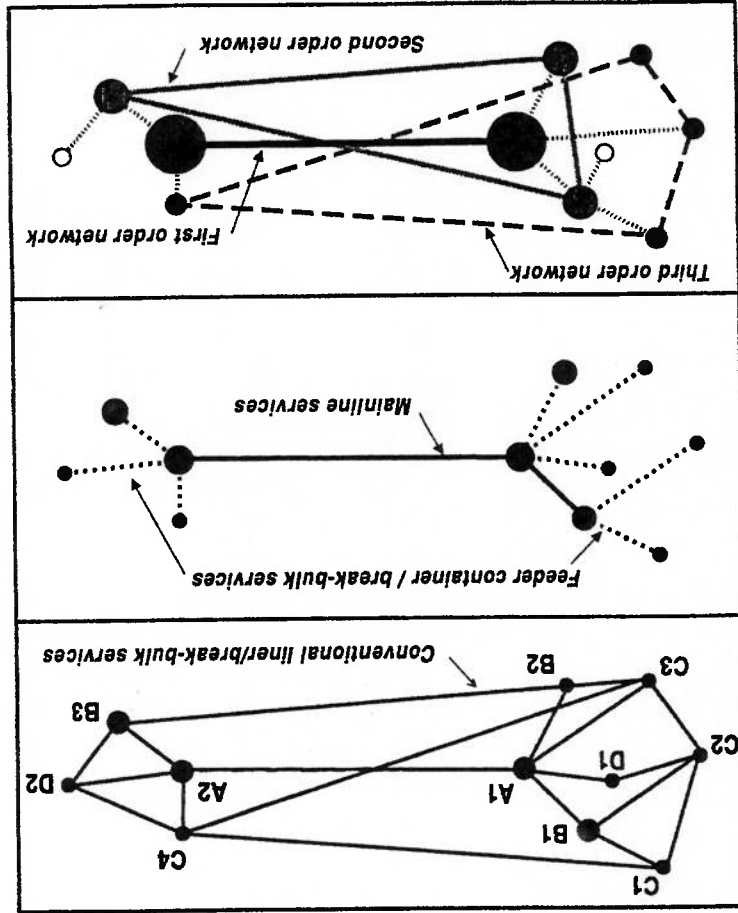 C1
C4
B1
A1
A2
D2
D1
C2
B3
C3
B2
Conventional liner/break-bulk services
Feeder container / break-bulk services
Mainline services
Third order network
First order network
Second order network